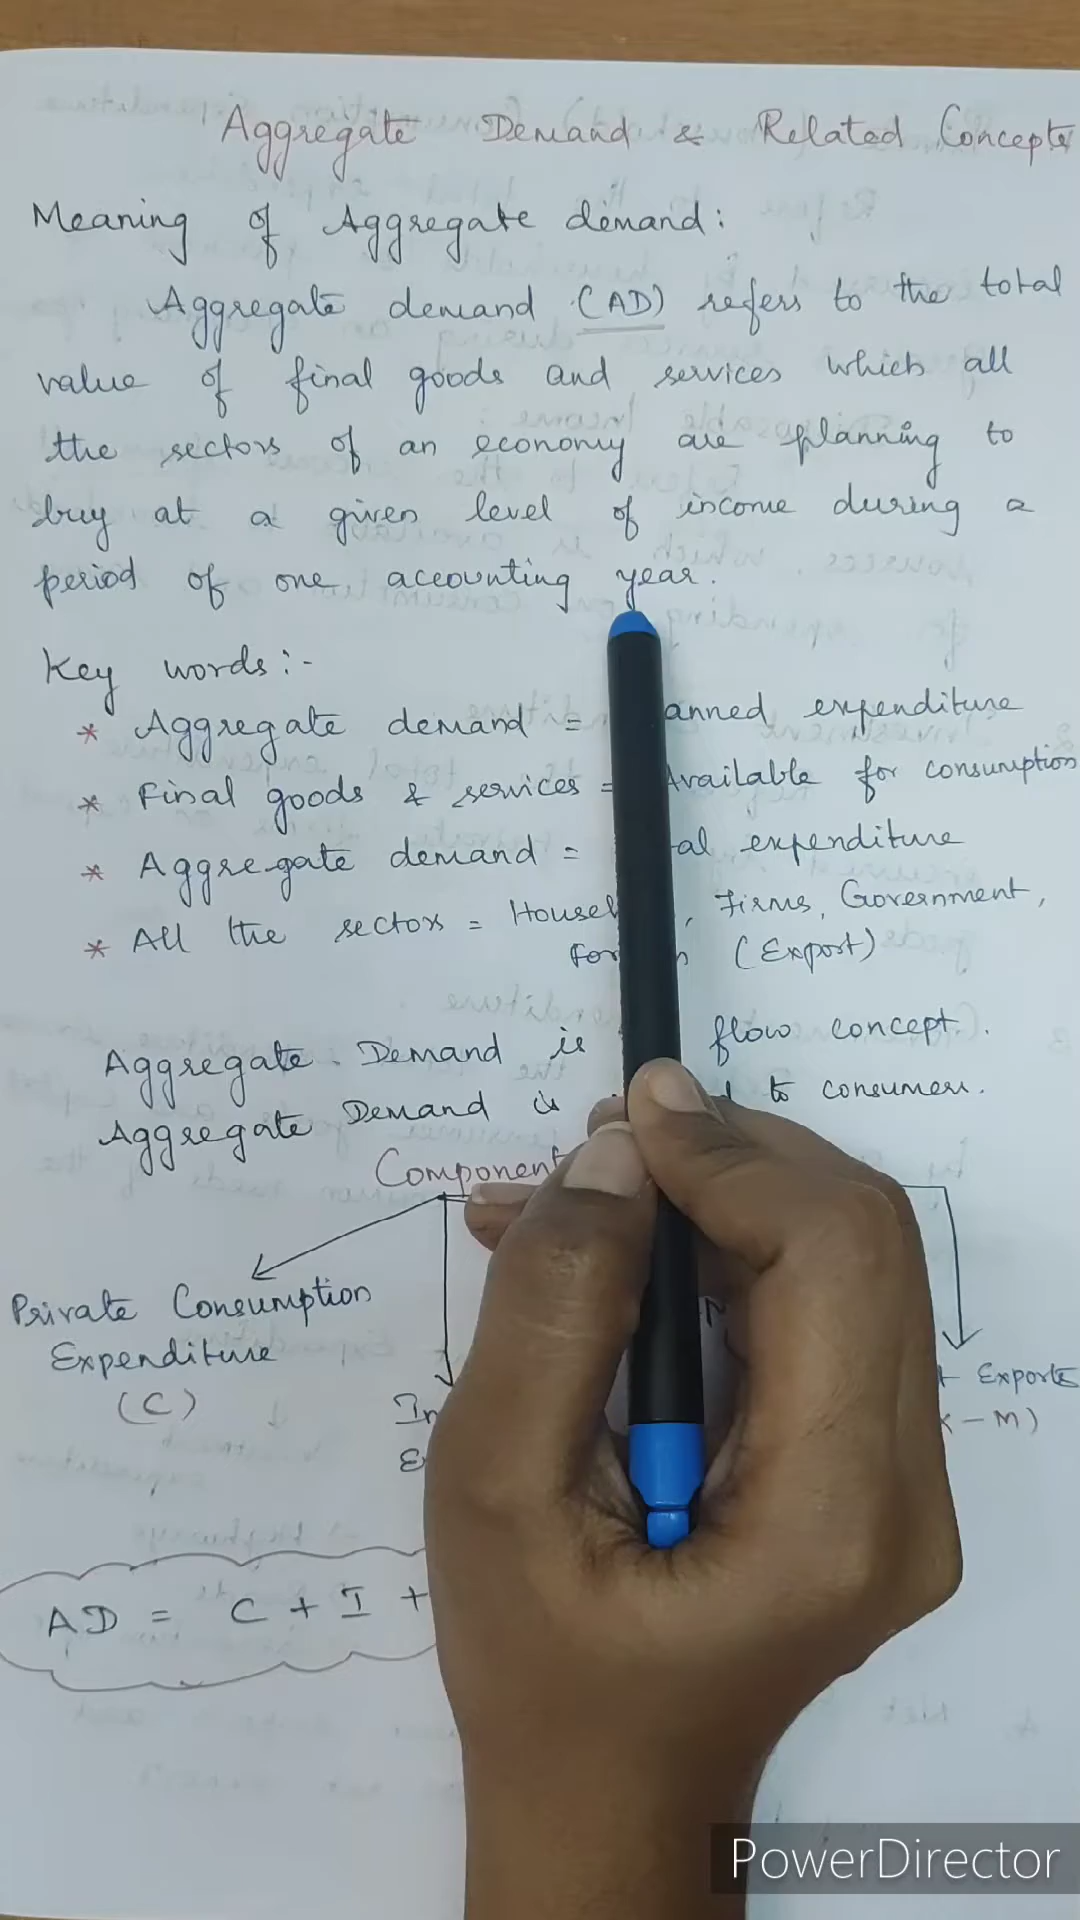 Aggregate Demand & Related Concepts
Meaning of Aggregate demand:
Aggregate demand (AD) refers to the total
value of final goods and services which all
the sectors of an economy are planning to
buy at a given level of income during a
period of one accounting year.
Key words:-
* Aggregate demand = anned expenditure
* Final goods & services = Available for consumption
* Aggregate demand = al expenditure
* All the sectors = Househ , Firms, Government,
For n (Export)
Aggregate Demand is flow concept.
Aggregate Demand is d to consumers.
Component
Private Consumption
Expenditure
(C)
In
E
t Exports
X - M)
AD = C + I +
PowerDirector